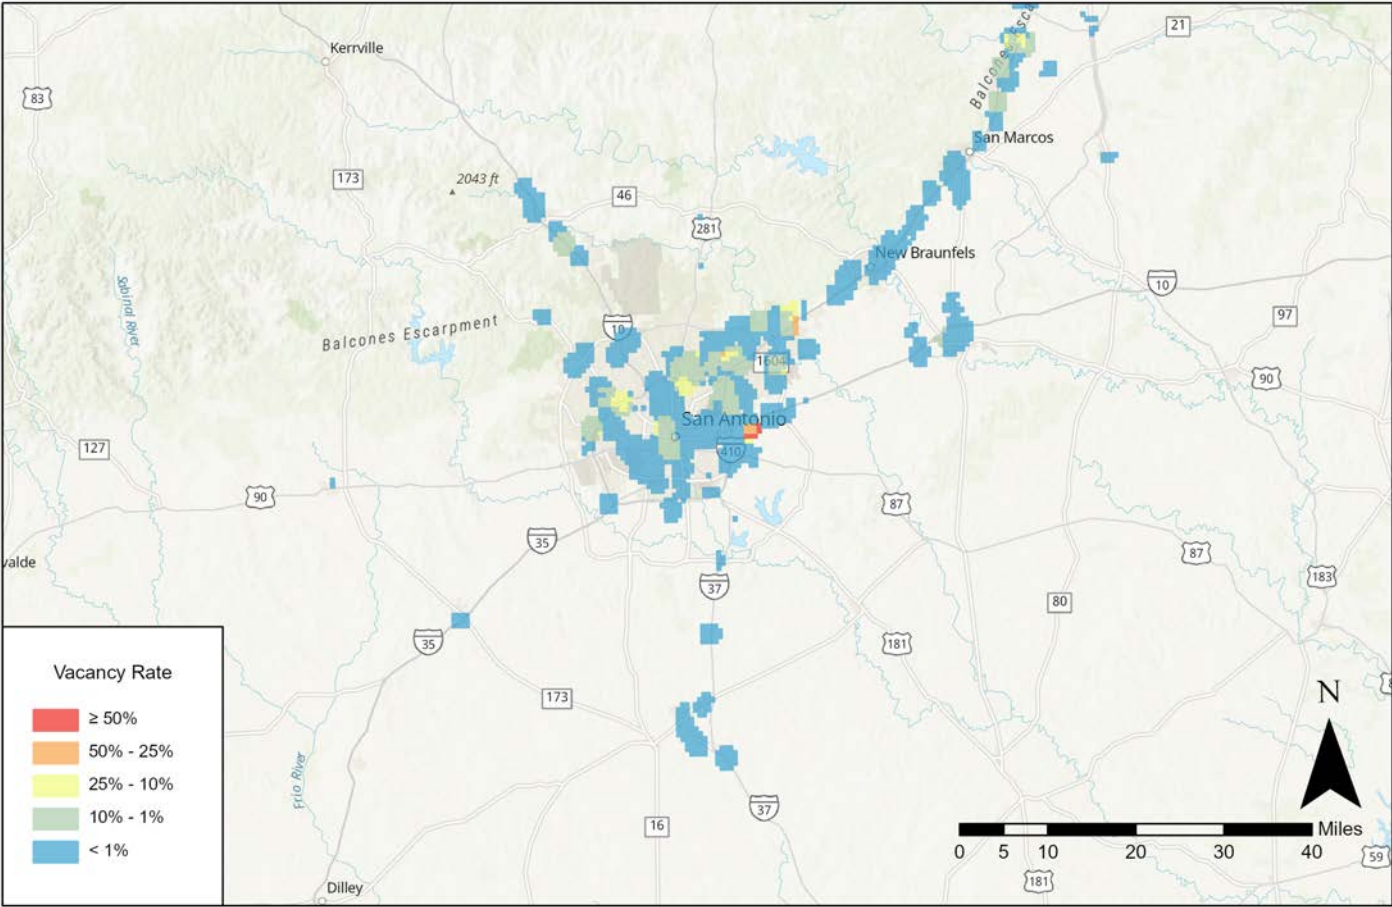 Balcones Esca
21
Kerrville
83
San Marcos
173
2043 ft
46
281
New Braunfels
10
Sabinal River
97
Balcones Escarpment
10
1604
90
San Antonio
127
410
90
87
35
87
valde
183
37
80
35
181
Vacancy Rate
≥ 50%
50% - 25%
25% - 10%
10% - 1%
< 1%
173
N
Frio River
37
16
Miles
0 5 10 20 30 40
59
Dilley
181